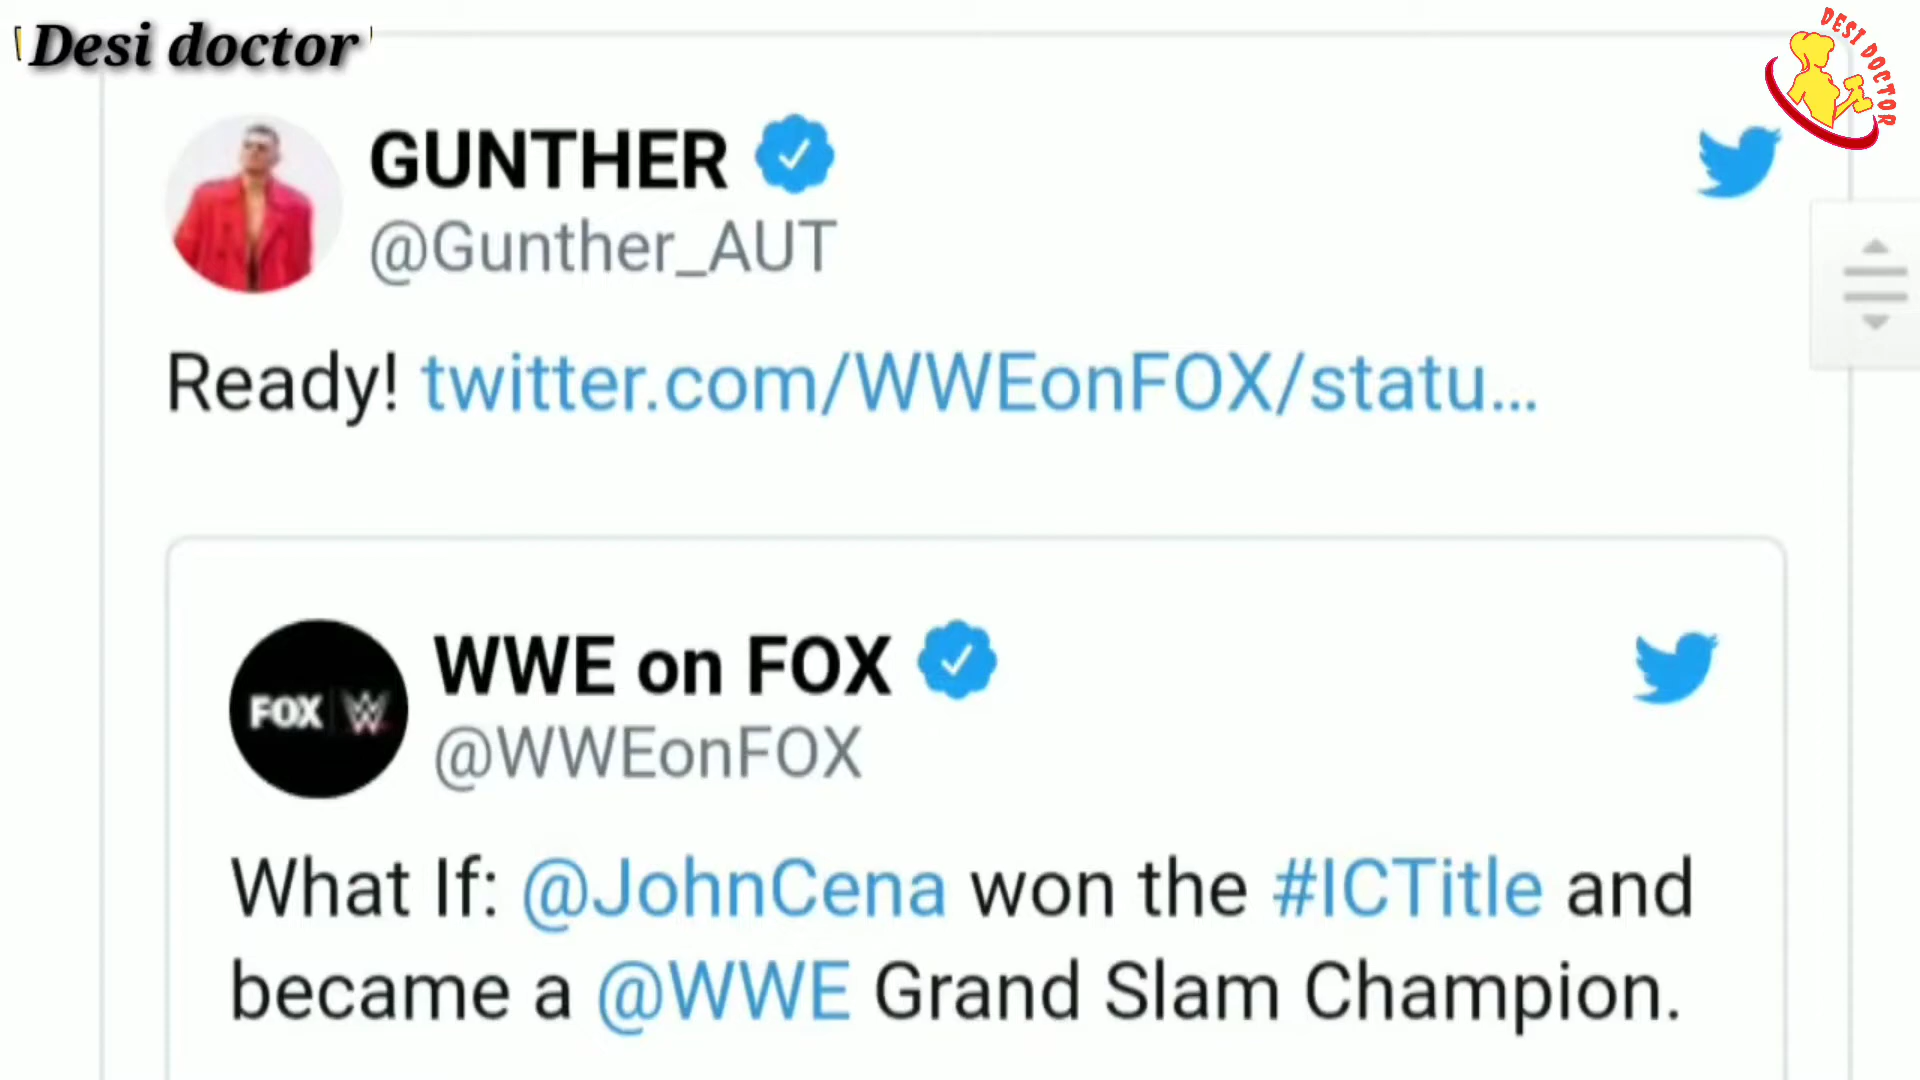 Desi doctor
DESI DOCTOR
GUNTHER
@Gunther_AUT
Ready! twitter.com/WWEonFOX/statu...
FOX W
WWE on FOX
@WWEonFOX
What If: @JohnCena won the #ICTitle and
became a @WWE Grand Slam Champion.